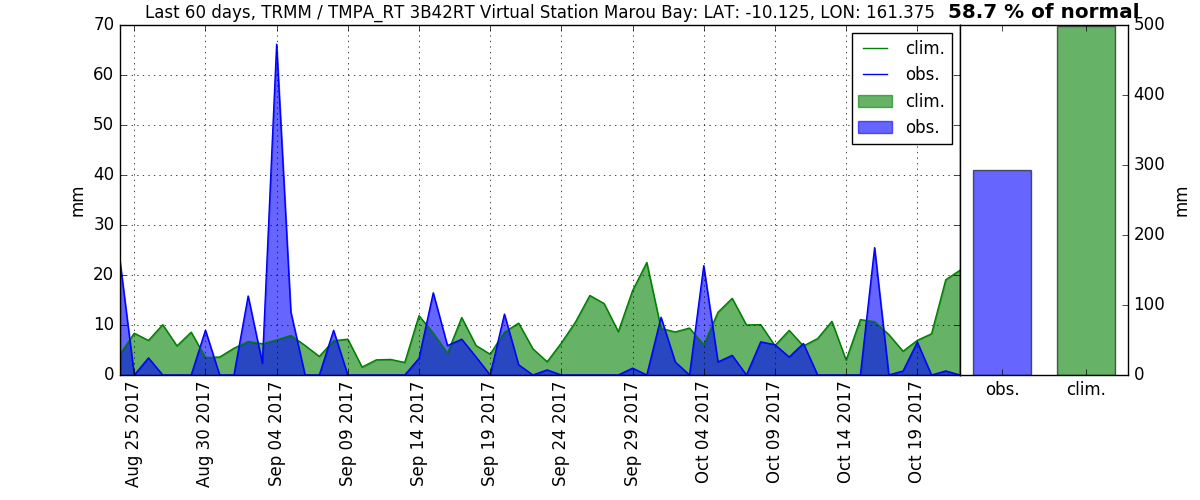 Last 60 days, TRMM / TMPA_RT 3B42RT Virtual Station Marou Bay: LAT: -10.125, LON: 161.375
58.7 % of normal
70
60
50
40
30
20
10
0
mm
clim.
obs.
clim.
obs.
Aug 25 2017
Aug 30 2017
Sep 04 2017
Sep 09 2017
Sep 14 2017
Sep 19 2017
Sep 24 2017
Sep 29 2017
Oct 04 2017
Oct 09 2017
Oct 14 2017
Oct 19 2017
500
400
300
200
100
0
mm
obs.
clim.